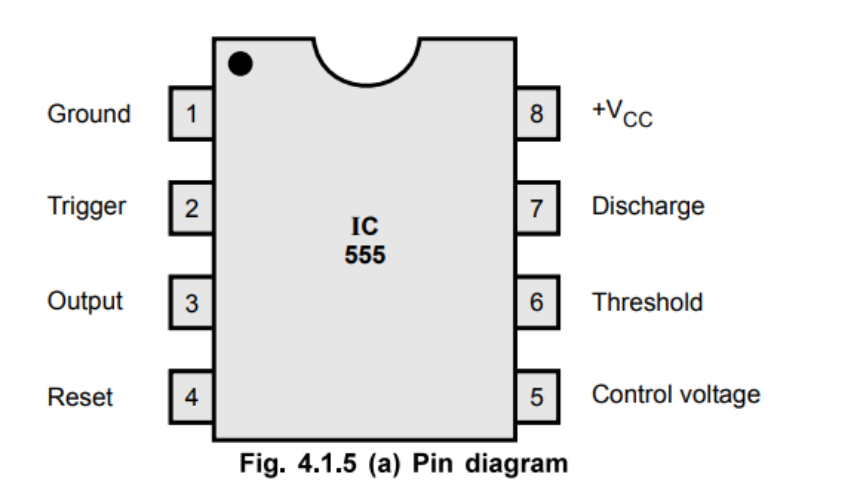 Ground 1 8 +VCC
Trigger 2 7 Discharge
IC
555
Output 3 6 Threshold
Reset 4 5 Control voltage
Fig. 4.1.5 (a) Pin diagram